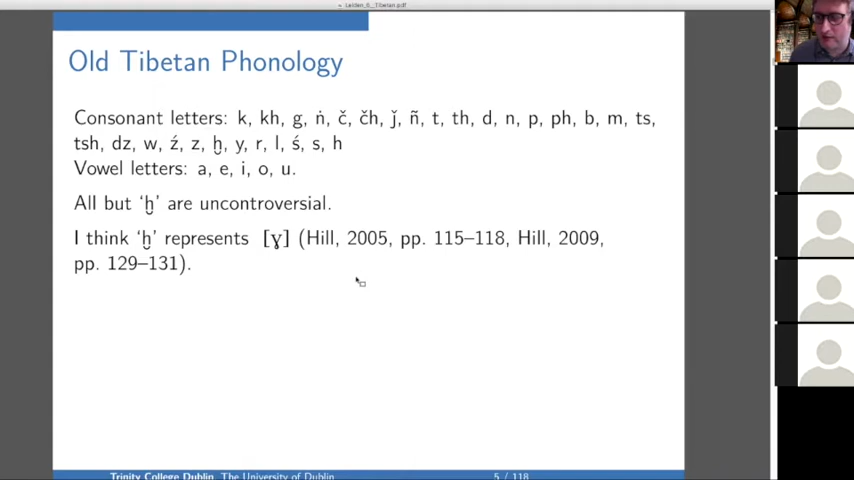 Leiden_6__Tibetan.pdf
Old Tibetan Phonology
Consonant letters: k, kh, g, ṅ, č, čh, ǰ, ñ, t, th, d, n, p, ph, b, m, ts,
tsh, dz, w, ź, z, ḫ, y, r, l, ś, s, h
Vowel letters: a, e, i, o, u.
All but ‘ḫ’ are uncontroversial.
I think ‘ḫ’ represents [ɣ] (Hill, 2005, pp. 115–118, Hill, 2009,
pp. 129–131).
Trinity College Dublin, The University of Dublin 5 / 118